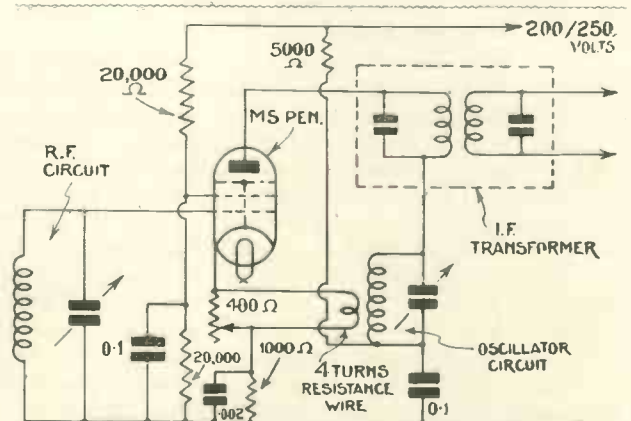 200/250
VOLTS
5000
Ω
20,000
Ω
MS PEN.
R.F.
CIRCUIT
I.F.
TRANSFORMER
400 Ω
0·1
20,000
1000 Ω
·002
4 TURNS
RESISTANCE
WIRE
OSCILLATOR
CIRCUIT
0·1